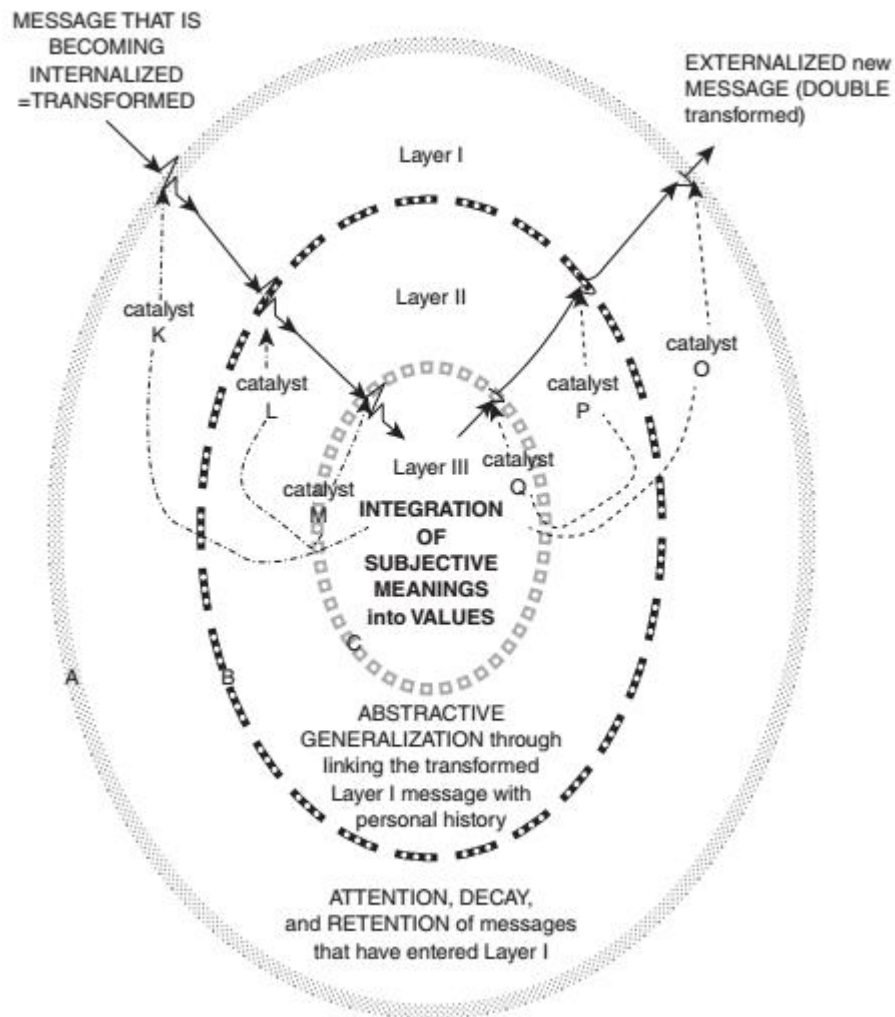 MESSAGE THAT IS
BECOMING
INTERNALIZED
=TRANSFORMED
EXTERNALIZED new
MESSAGE (DOUBLE
transformed)
Layer I
Layer II
catalyst
K
catalyst
L
catalyst
M
catalyst
P
catalyst
O
catalyst
Q
Layer III
INTEGRATION
OF
SUBJECTIVE
MEANINGS
into VALUES
C
A
B
ABSTRACTIVE
GENERALIZATION through
linking the transformed
Layer I message with
personal history
ATTENTION, DECAY,
and RETENTION of messages
that have entered Layer I